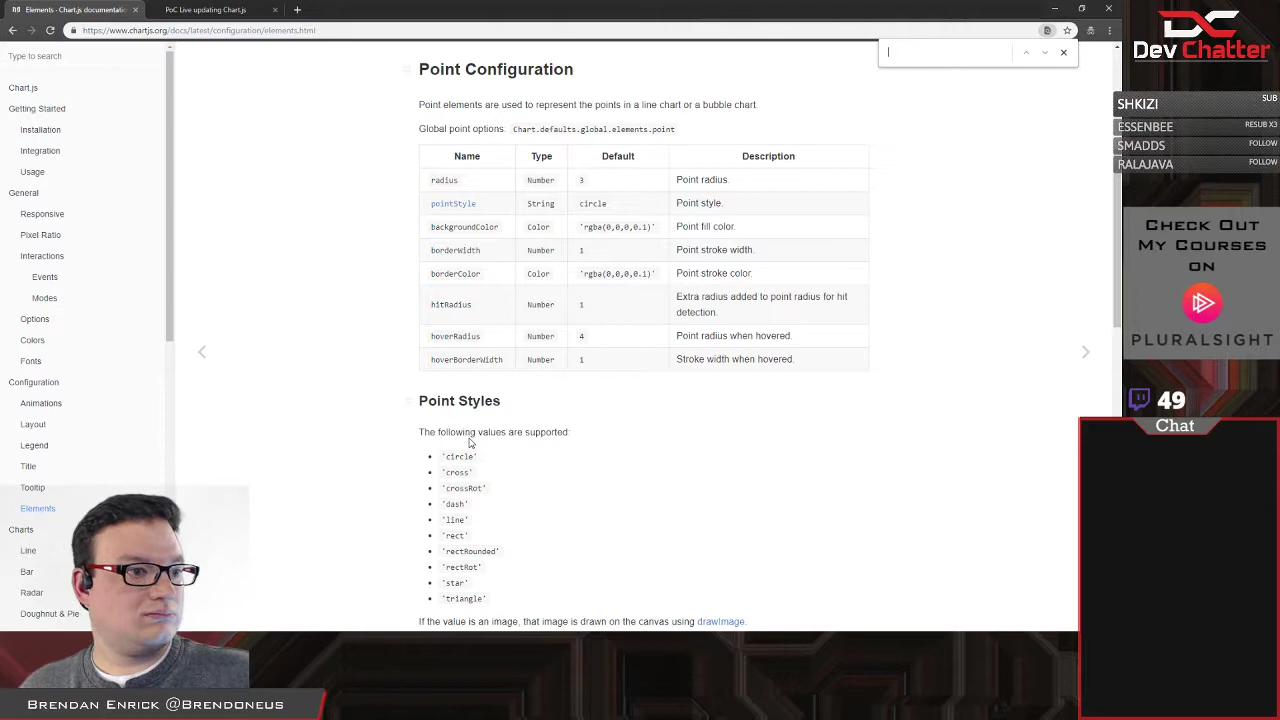 Elements - Chart.js documentatio
PoC Live updating Chart.js
https://www.chartjs.org/docs/latest/configuration/elements.html
Type to search
Chart.js
Getting Started
Installation
Integration
Usage
General
Responsive
Pixel Ratio
Interactions
Events
Modes
Options
Colors
Fonts
Configuration
Animations
Layout
Legend
Title
Tooltip
Elements
Charts
Line
Bar
Radar
Doughnut & Pie
Point Configuration
Point elements are used to represent the points in a line chart or a bubble chart.
Global point options: Chart.defaults.global.elements.point
Name Type Default Description
radius Number 3 Point radius.
pointStyle String circle Point style.
backgroundColor Color 'rgba(0,0,0,0.1)' Point fill color.
borderWidth Number 1 Point stroke width.
borderColor Color 'rgba(0,0,0,0.1)' Point stroke color.
hitRadius Number 1 Extra radius added to point radius for hit
detection.
hoverRadius Number 4 Point radius when hovered.
hoverBorderWidth Number 1 Stroke width when hovered.
Point Styles
The following values are supported:
'circle'
'cross'
'crossRot'
'dash'
'line'
'rect'
'rectRounded'
'rectRot'
'star'
'triangle'
If the value is an image, that image is drawn on the canvas using drawImage.
Dev Chatter
SHKIZI SUB
ESSENBEE RESUB X3
SMADDS FOLLOW
RALAJAVA FOLLOW
Check Out
My Courses
on
PLURALSIGHT
49
Chat
Brendan Enrick @Brendoneus